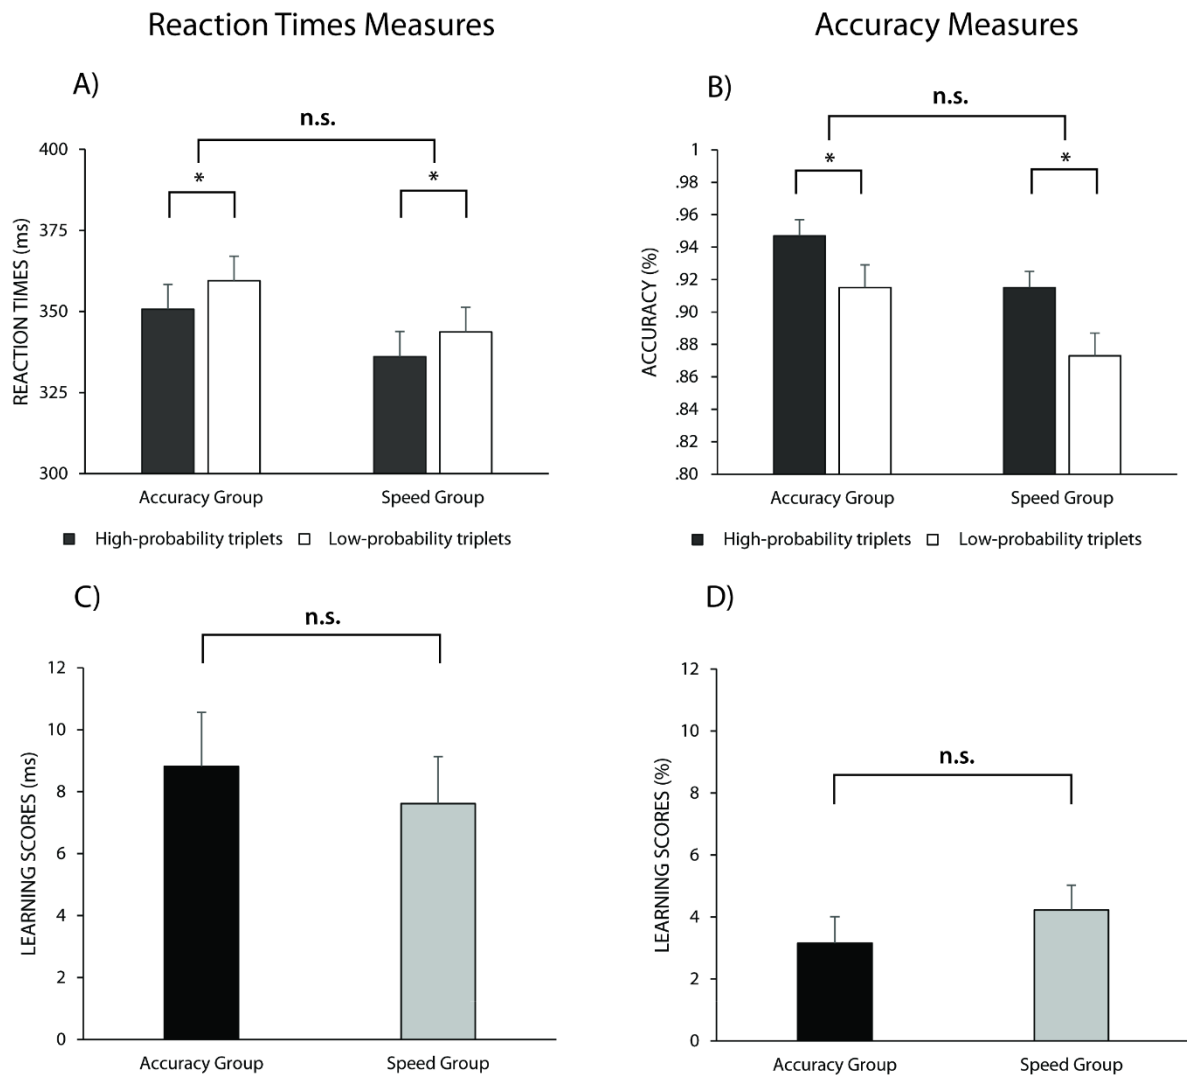 Reaction Times Measures
Accuracy Measures
A)
n.s.
*
*
400
375
350
325
300
REACTION TIMES (ms)
Accuracy Group
Speed Group
High-probability triplets
Low-probability triplets
B)
n.s.
*
*
1
.98
.96
.94
.92
.90
.88
.86
.84
.82
.80
ACCURACY (%)
Accuracy Group
Speed Group
High-probability triplets
Low-probability triplets
C)
n.s.
12
10
8
6
4
2
0
LEARNING SCORES (ms)
Accuracy Group
Speed Group
D)
n.s.
12
10
8
6
4
2
0
LEARNING SCORES (%)
Accuracy Group
Speed Group